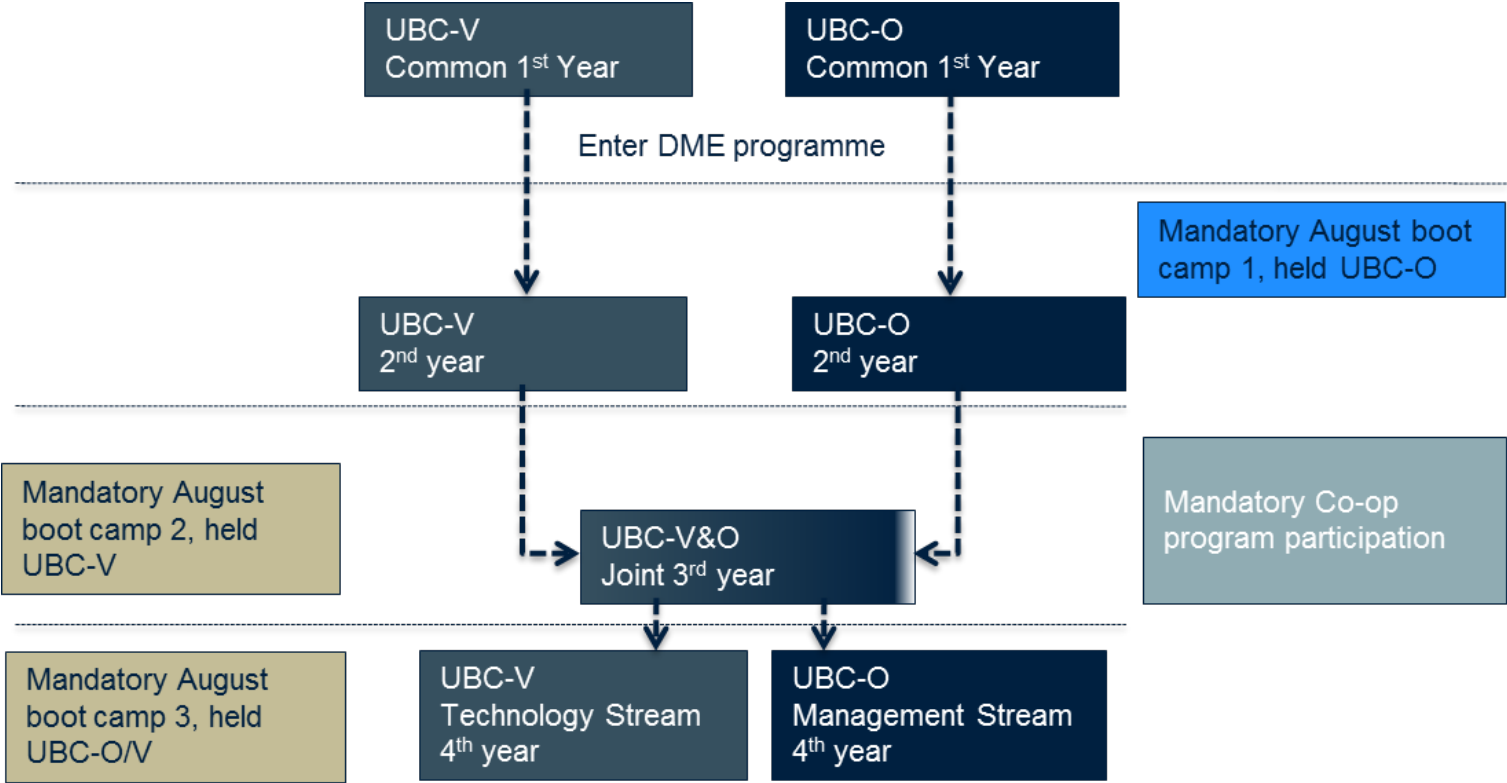 UBC-V
Common 1st Year
UBC-O
Common 1st Year
Enter DME programme
Mandatory August boot
camp 1, held UBC-O
UBC-V
2nd year
UBC-O
2nd year
Mandatory August
boot camp 2, held
UBC-V
UBC-V&O
Joint 3rd year
Mandatory Co-op
program participation
Mandatory August
boot camp 3, held
UBC-O/V
UBC-V
Technology Stream
4th year
UBC-O
Management Stream
4th year